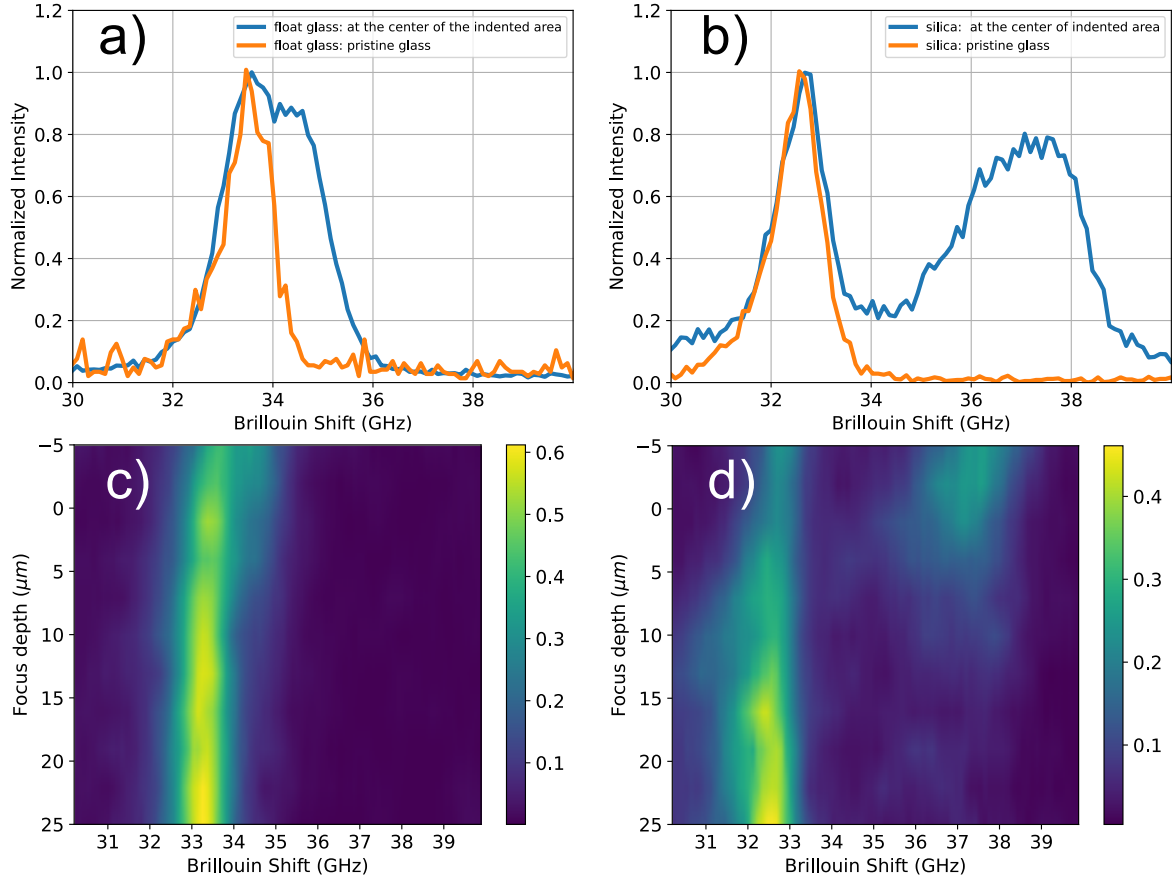 a)
float glass: at the center of the indented area
float glass: pristine glass
1.2
1.0
0.8
0.6
0.4
0.2
0.0
Normalized Intensity
30 32 34 36 38
Brillouin Shift (GHz)
b)
silica:  at the center of indented area
silica: pristine glass
1.2
1.0
0.8
0.6
0.4
0.2
0.0
Normalized Intensity
30 32 34 36 38
Brillouin Shift (GHz)
c)
−5
0
5
10
15
20
25
Focus depth (μm)
31 32 33 34 35 36 37 38 39
Brillouin Shift (GHz)
0.6
0.5
0.4
0.3
0.2
0.1
d)
−5
0
5
10
15
20
25
Focus depth (μm)
31 32 33 34 35 36 37 38 39
Brillouin Shift (GHz)
0.4
0.3
0.2
0.1